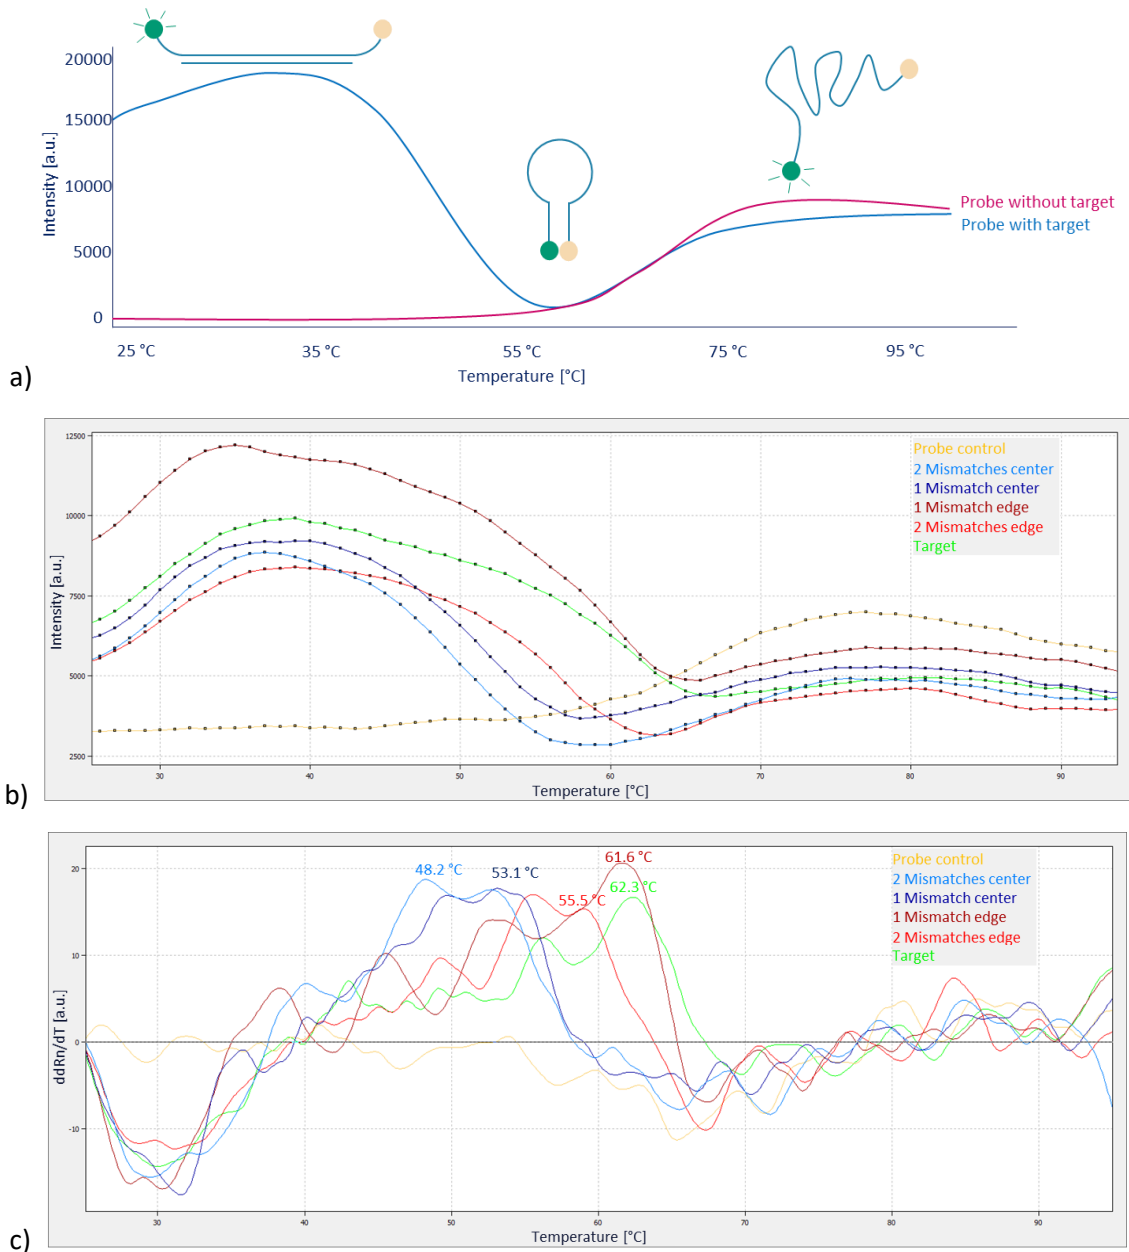 20000
15000
10000
5000
0
Intensity [a.u.]
Probe without target
Probe with target
25 °C 35 °C 55 °C 75 °C 95 °C
Temperature [°C]
a)
12500
10000
7500
5000
2500
Intensity [a.u.]
Probe control
2 Mismatches center
1 Mismatch center
1 Mismatch edge
2 Mismatches edge
Target
30 40 50 60 70 80 90
Temperature [°C]
b)
20
10
0
-10
ddRn/dT [a.u.]
48.2 °C
53.1 °C
61.6 °C
55.5 °C
62.3 °C
Probe control
2 Mismatches center
1 Mismatch center
1 Mismatch edge
2 Mismatches edge
Target
30 40 50 60 70 80 90
Temperature [°C]
c)